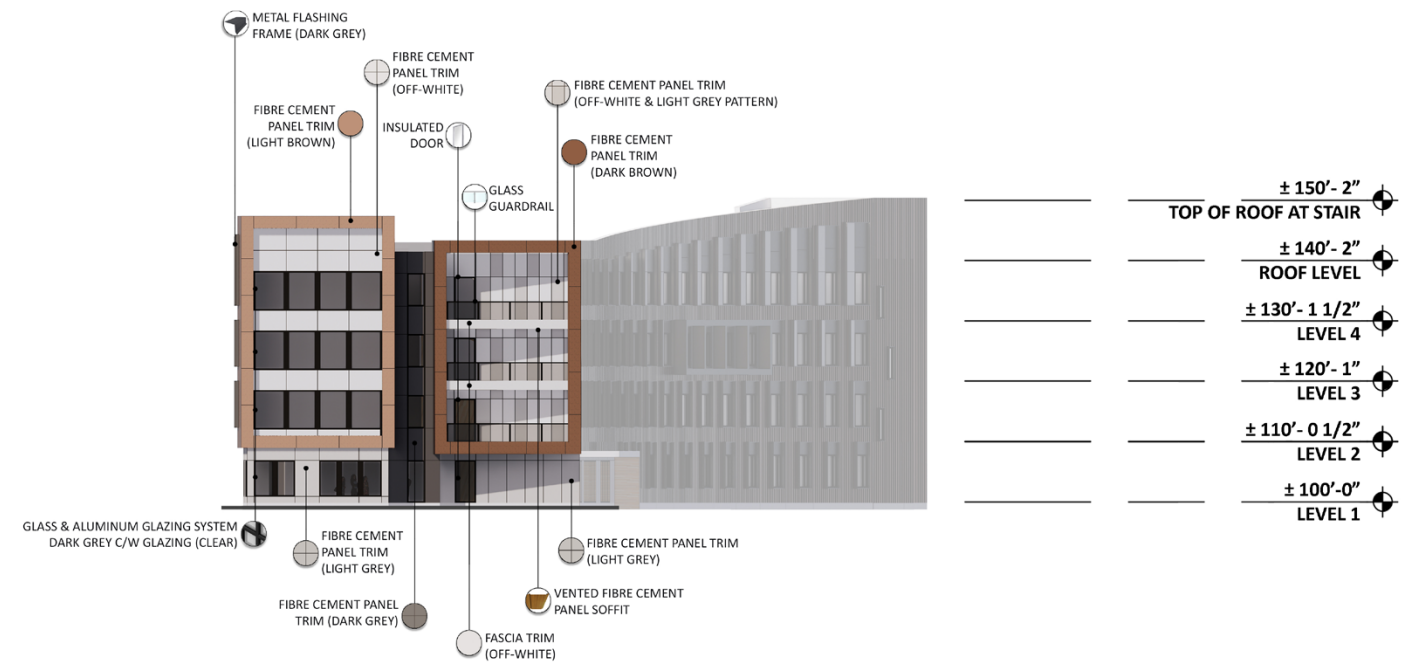 METAL FLASHING
FRAME (DARK GREY)
FIBRE CEMENT
PANEL TRIM
(OFF-WHITE)
FIBRE CEMENT PANEL TRIM
(OFF-WHITE & LIGHT GREY PATTERN)
FIBRE CEMENT
PANEL TRIM
(LIGHT BROWN)
INSULATED
DOOR
FIBRE CEMENT
PANEL TRIM
(DARK BROWN)
GLASS
GUARDRAIL
± 150'- 2”
TOP OF ROOF AT STAIR
± 140'- 2”
ROOF LEVEL
± 130'- 1 1/2”
LEVEL 4
± 120'- 1”
LEVEL 3
± 110'- 0 1/2”
LEVEL 2
± 100'-0”
LEVEL 1
GLASS & ALUMINUM GLAZING SYSTEM
DARK GREY C/W GLAZING (CLEAR)
FIBRE CEMENT
PANEL TRIM
(LIGHT GREY)
FIBRE CEMENT PANEL TRIM
(LIGHT GREY)
FIBRE CEMENT PANEL
TRIM (DARK GREY)
VENTED FIBRE CEMENT
PANEL SOFFIT
FASCIA TRIM
(OFF-WHITE)